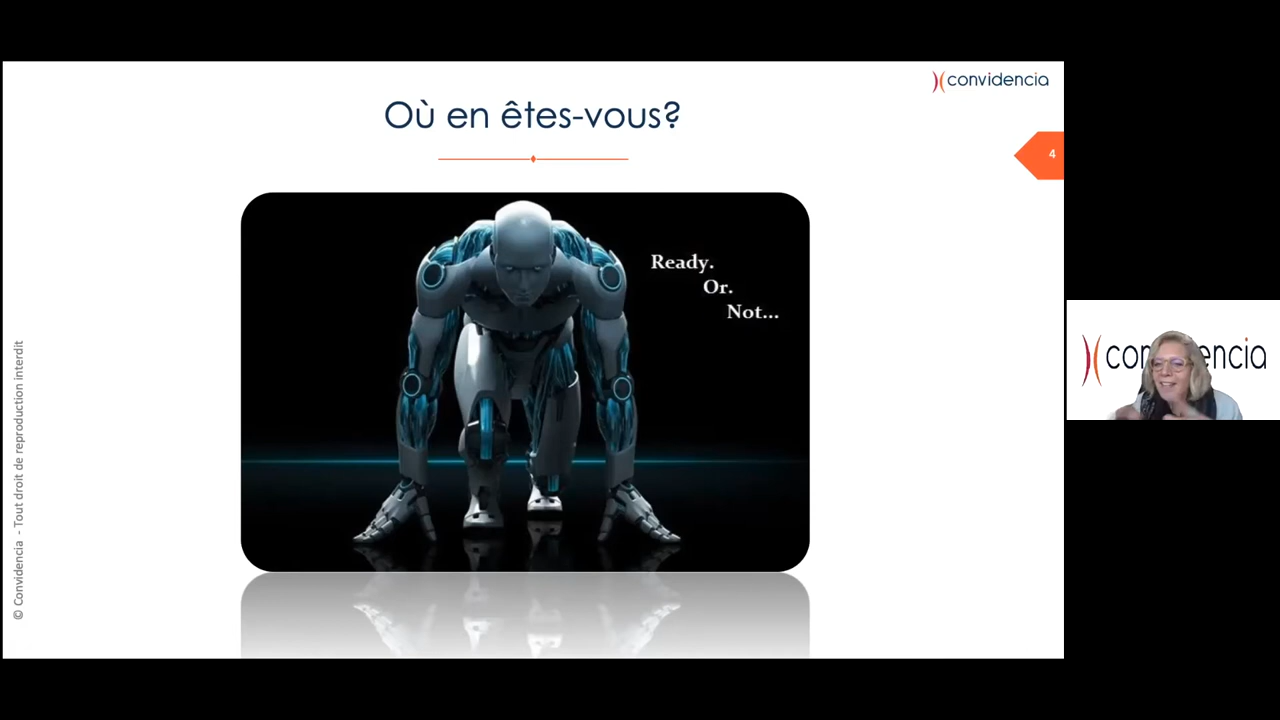 convidencia
Où en êtes-vous?
4
Ready.
Or.
Not...
© Convidencia - Tout droit de reproduction interdit